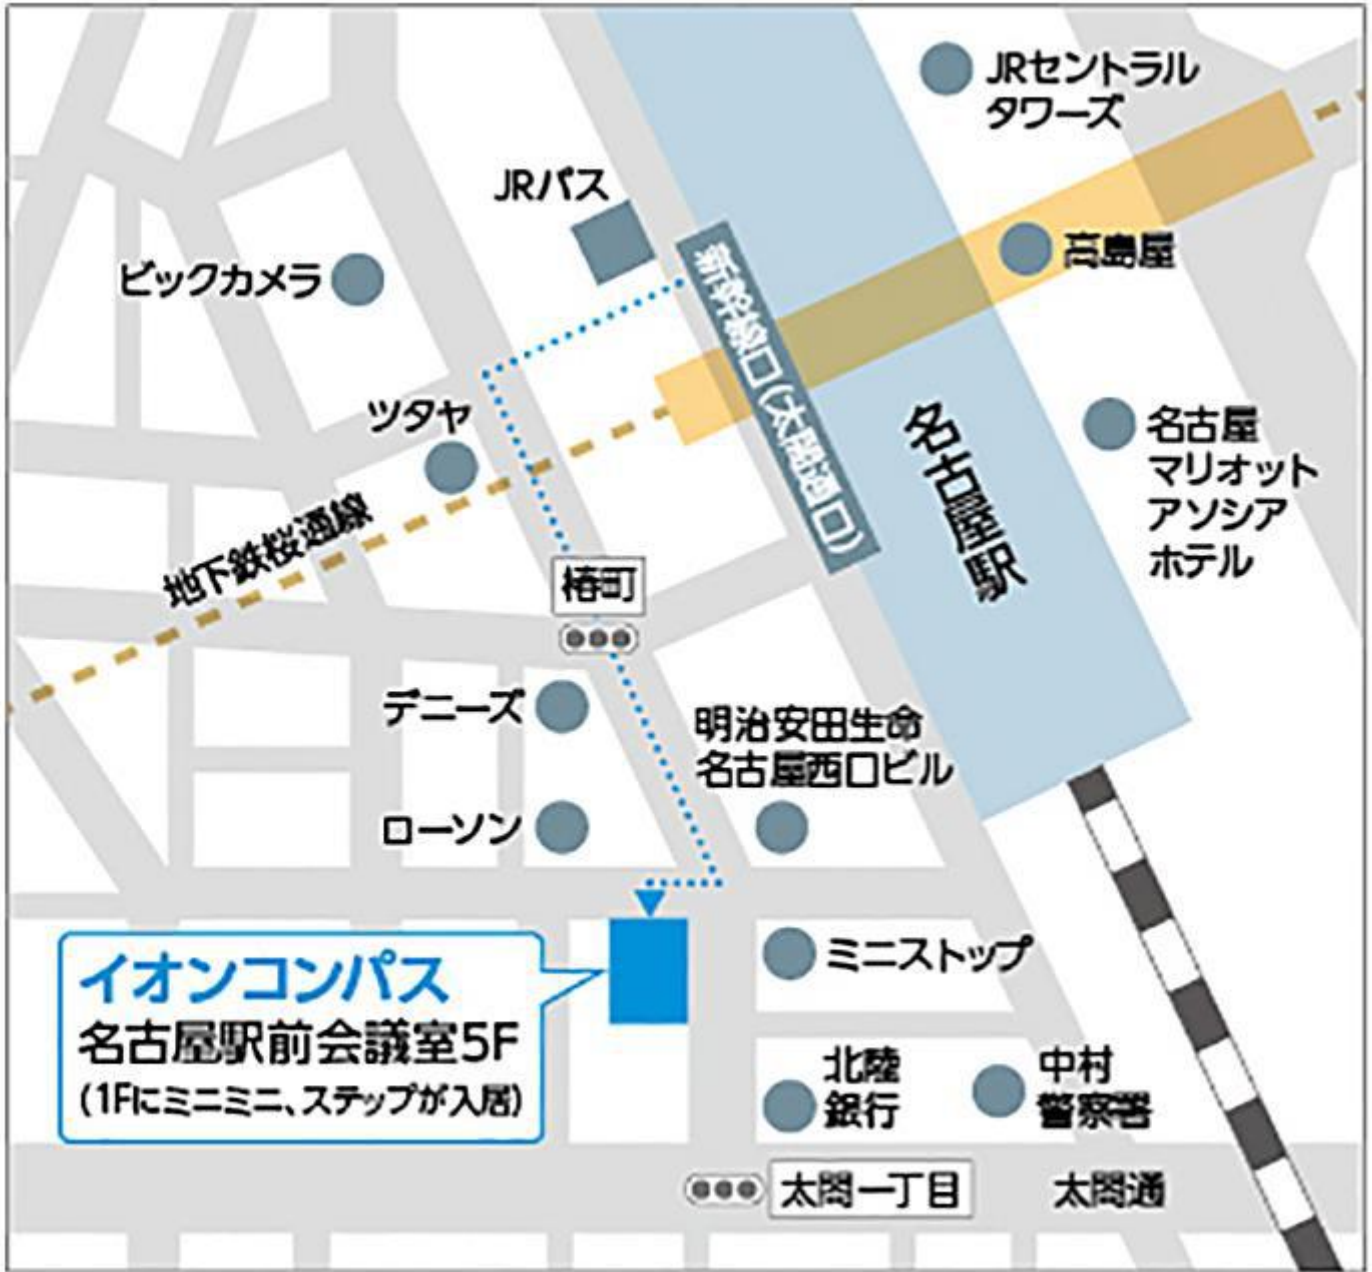 JRセントラル
タワーズ
JRバス
ビックカメラ
髙島屋
新幹線口(太閤通口)
ツタヤ
名古屋駅
名古屋
マリオット
アソシア
ホテル
地下鉄桜通線
椿町
デニーズ
明治安田生命
名古屋西口ビル
ローソン
イオンコンパス
名古屋駅前会議室5F
(1Fにミニミニ、ステップが入居)
ミニストップ
北陸
銀行
中村
警察署
太閤一丁目
太閤通